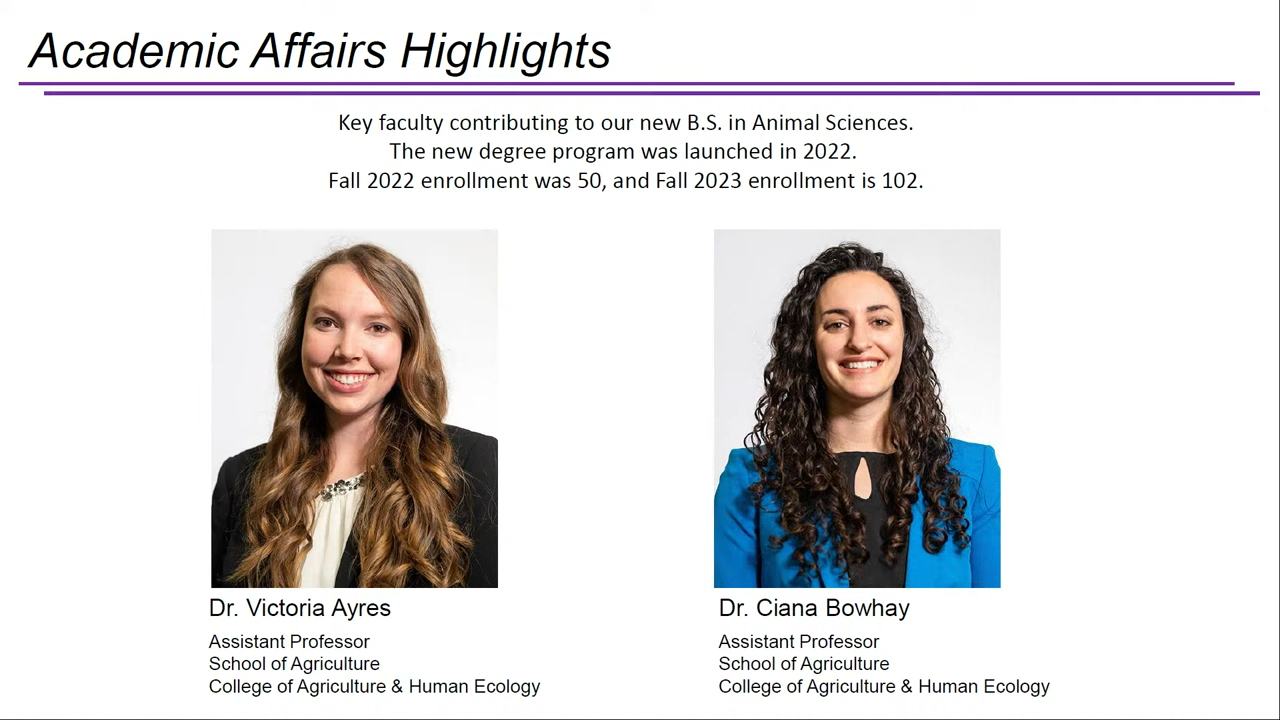 Academic Affairs Highlights
Key faculty contributing to our new B.S. in Animal Sciences.
The new degree program was launched in 2022.
Fall 2022 enrollment was 50, and Fall 2023 enrollment is 102.
Dr. Victoria Ayres
Assistant Professor
School of Agriculture
College of Agriculture & Human Ecology
Dr. Ciana Bowhay
Assistant Professor
School of Agriculture
College of Agriculture & Human Ecology